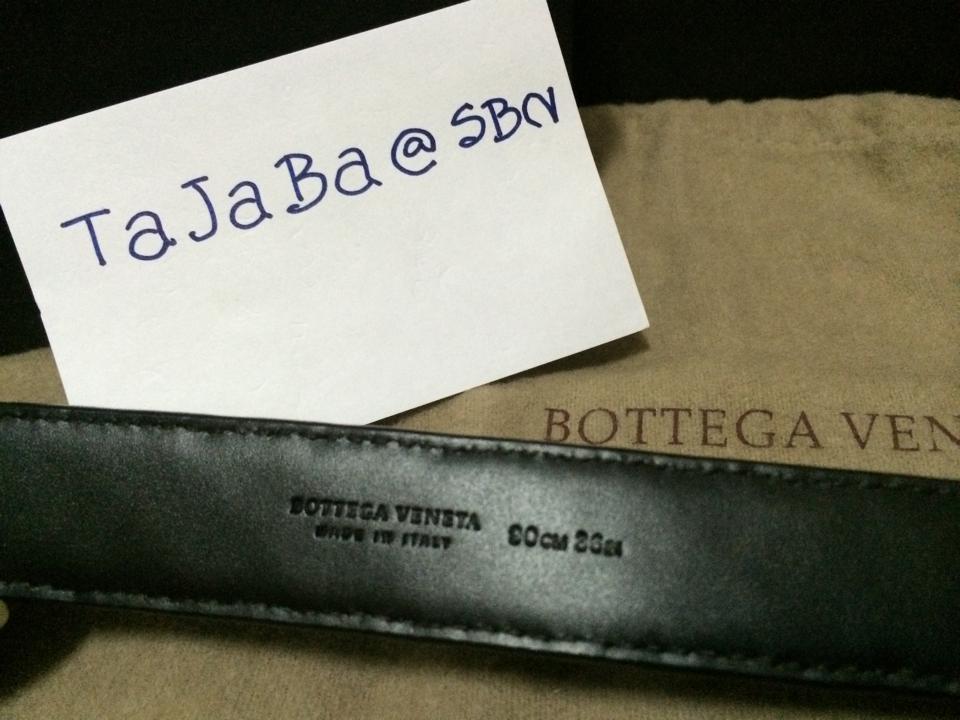 TaJaBa@SBN
BOTTEGA VEN
BOTTEGA VENETA
MADE IN ITALY
90CM 36IN